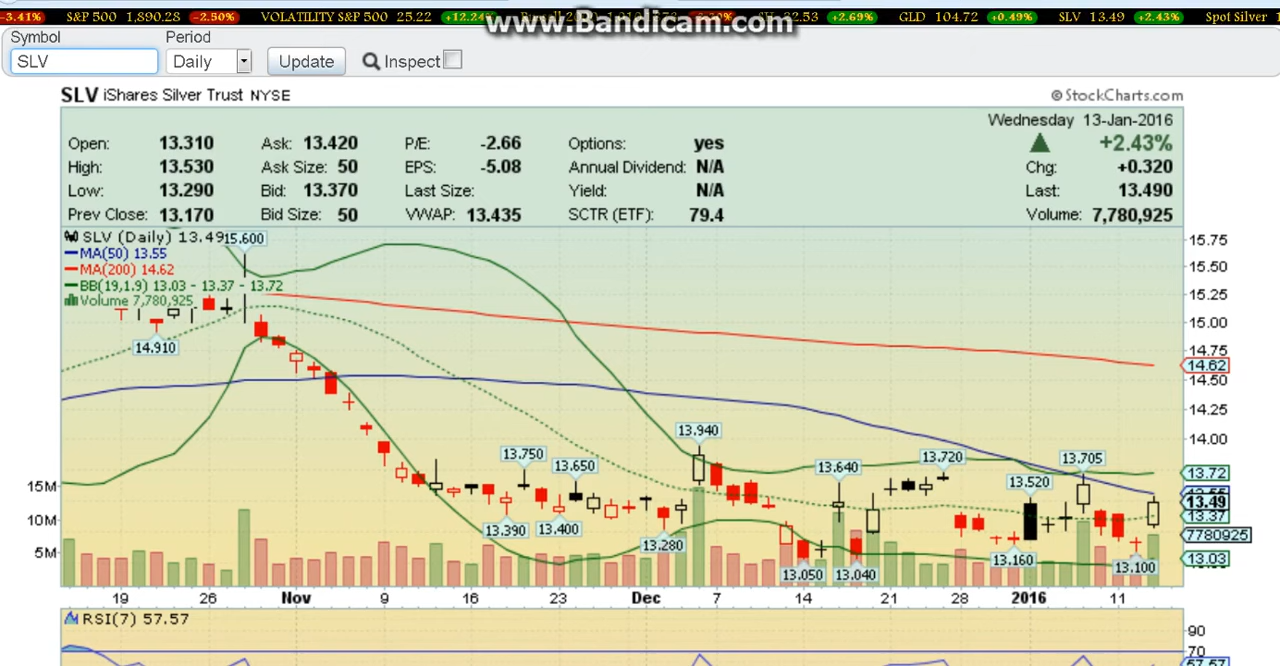 -3.41% S&P 500 1,890.28 -2.50% VOLATILITY S&P 500 25.22 +12.24% 32.53 +2.69% GLD 104.72 +0.49% SLV 13.49 +2.43% Spot Silver
www.Bandicam.com
Symbol Period
SLV Daily Update Inspect
SLV iShares Silver Trust NYSE © StockCharts.com
Wednesday 13-Jan-2016
Open: 13.310 Ask: 13.420 P/E: -2.66 Options: yes +2.43%
High: 13.530 Ask Size: 50 EPS: -5.08 Annual Dividend: N/A Chg: +0.320
Low: 13.290 Bid: 13.370 Last Size: Yield: N/A Last: 13.490
Prev Close: 13.170 Bid Size: 50 VWAP: 13.435 SCTR (ETF): 79.4 Volume: 7,780,925
SLV (Daily) 13.49
MA(50) 13.55
MA(200) 14.62
BB(19,1.9) 13.03 - 13.37 - 13.72
Volume 7,780,925
15.600
14.910
13.940
13.750
13.650
13.640
13.720
13.705
13.520
13.390
13.400
13.280
13.050
13.040
13.160
13.100
15.75
15.50
15.25
15.00
14.75
14.62
14.50
14.25
14.00
13.72
13.49
13.37
7780925
13.03
15M
10M
5M
19 26 Nov 9 16 23 Dec 7 14 21 28 2016 11
RSI(7) 57.57
90
70
57.57